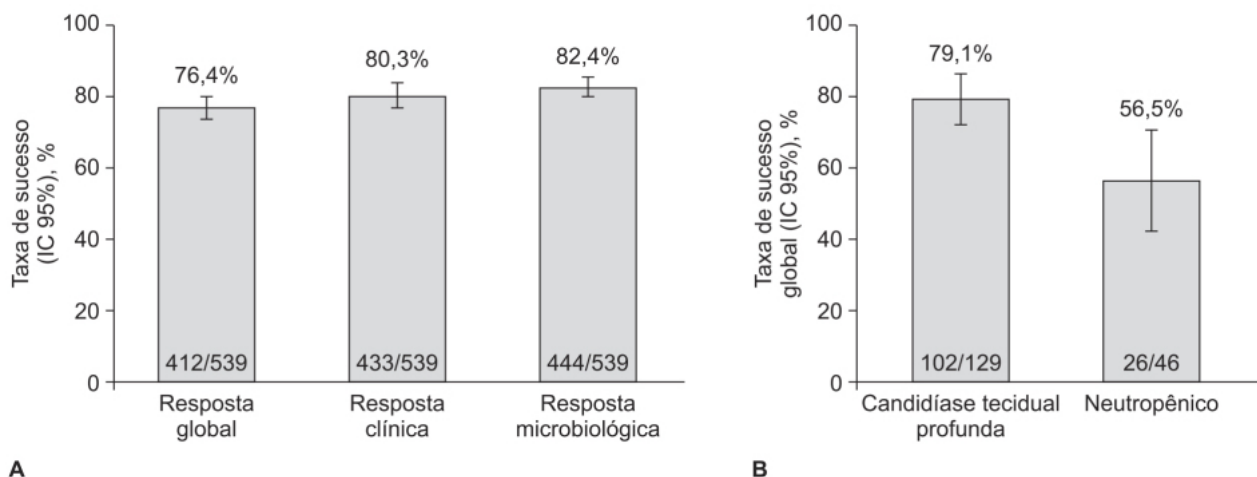 Taxa de sucesso
(IC 95%), %
100
80
60
40
20
0
76,4%
80,3%
82,4%
412/539
433/539
444/539
Resposta
global
Resposta
clínica
Resposta
microbiológica
A
Taxa de sucesso
global (IC 95%), %
100
80
60
40
20
0
79,1%
56,5%
102/129
26/46
Candidíase tecidual
profunda
Neutropênico
B